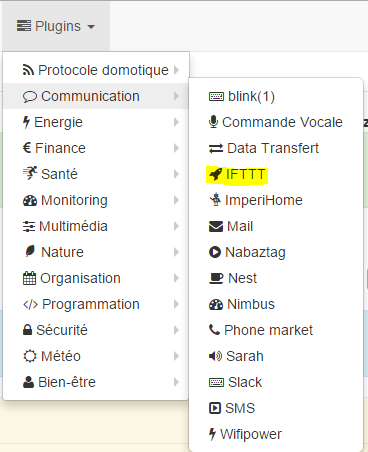 Plugins
Protocole domotique
Communication
Energie
Finance
Santé
Monitoring
Multimédia
Nature
Organisation
Programmation
Sécurité
Météo
Bien-être
blink(1)
Commande Vocale
Data Transfert
IFTTT
ImperiHome
Mail
Nabaztag
Nest
Nimbus
Phone market
Sarah
Slack
SMS
Wifipower